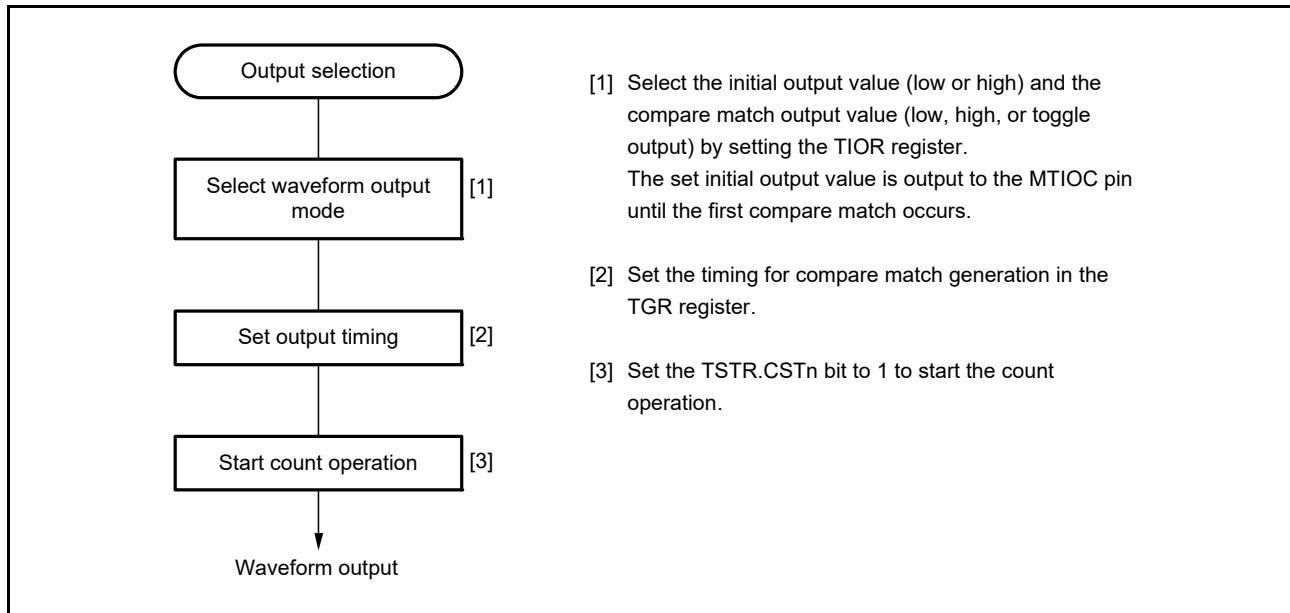 Output selection
Select waveform output
mode
[1]
Set output timing
[2]
Start count operation
[3]
Waveform output
[1] Select the initial output value (low or high) and the
compare match output value (low, high, or toggle
output) by setting the TIOR register.
The set initial output value is output to the MTIOC pin
until the first compare match occurs.
[2] Set the timing for compare match generation in the
TGR register.
[3] Set the TSTR.CSTn bit to 1 to start the count
operation.